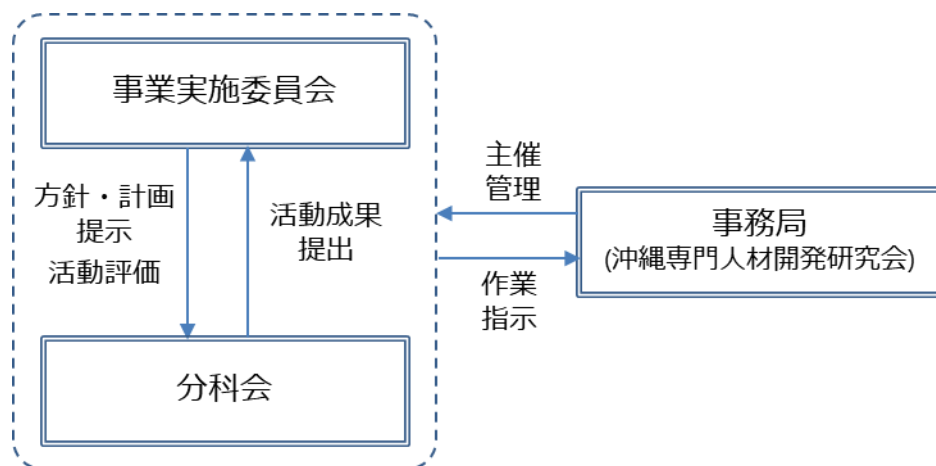 事業実施委員会
方針・計画
提示
活動評価
活動成果
提出
分科会
主催
管理
作業
指示
事務局
(沖縄専門人材開発研究会)